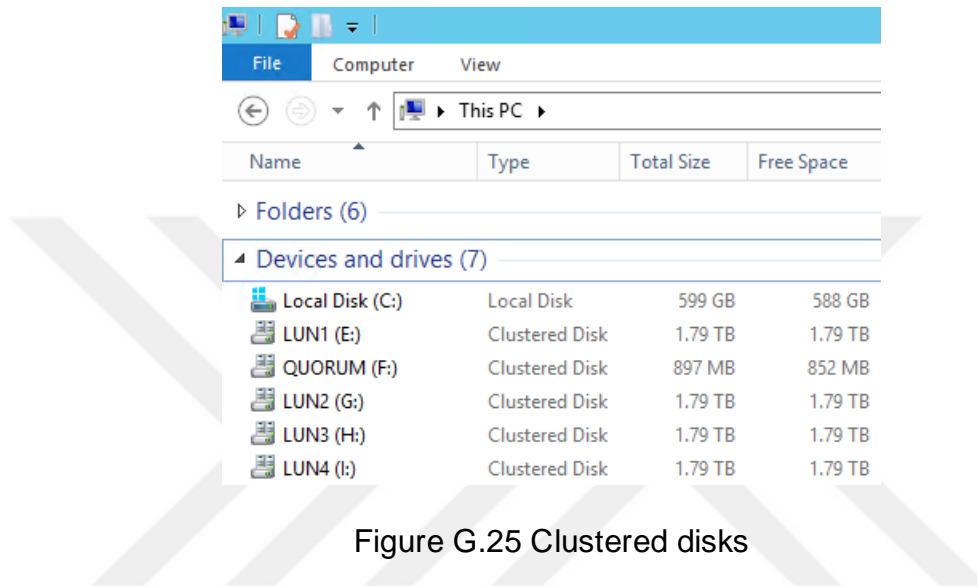 File Computer View
This PC
Name Type Total Size Free Space
Folders (6)
Devices and drives (7)
Local Disk (C:) Local Disk 599 GB 588 GB
LUN1 (E:) Clustered Disk 1.79 TB 1.79 TB
QUORUM (F:) Clustered Disk 897 MB 852 MB
LUN2 (G:) Clustered Disk 1.79 TB 1.79 TB
LUN3 (H:) Clustered Disk 1.79 TB 1.79 TB
LUN4 (I:) Clustered Disk 1.79 TB 1.79 TB
Figure G.25 Clustered disks